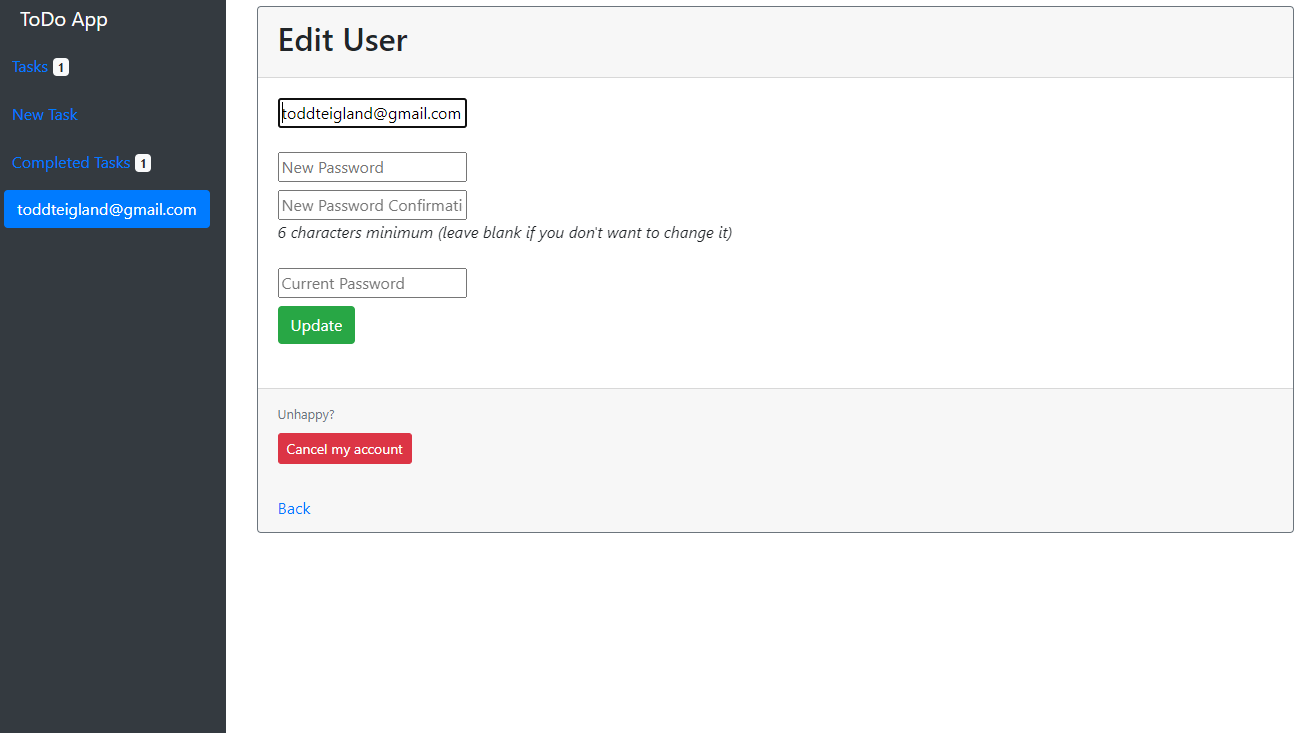 ToDo App
Tasks 1
New Task
Completed Tasks 1
toddteigland@gmail.com
Edit User
toddteigland@gmail.com
New Password
New Password Confirmati
6 characters minimum (leave blank if you don't want to change it)
Current Password
Update
Unhappy?
Cancel my account
Back